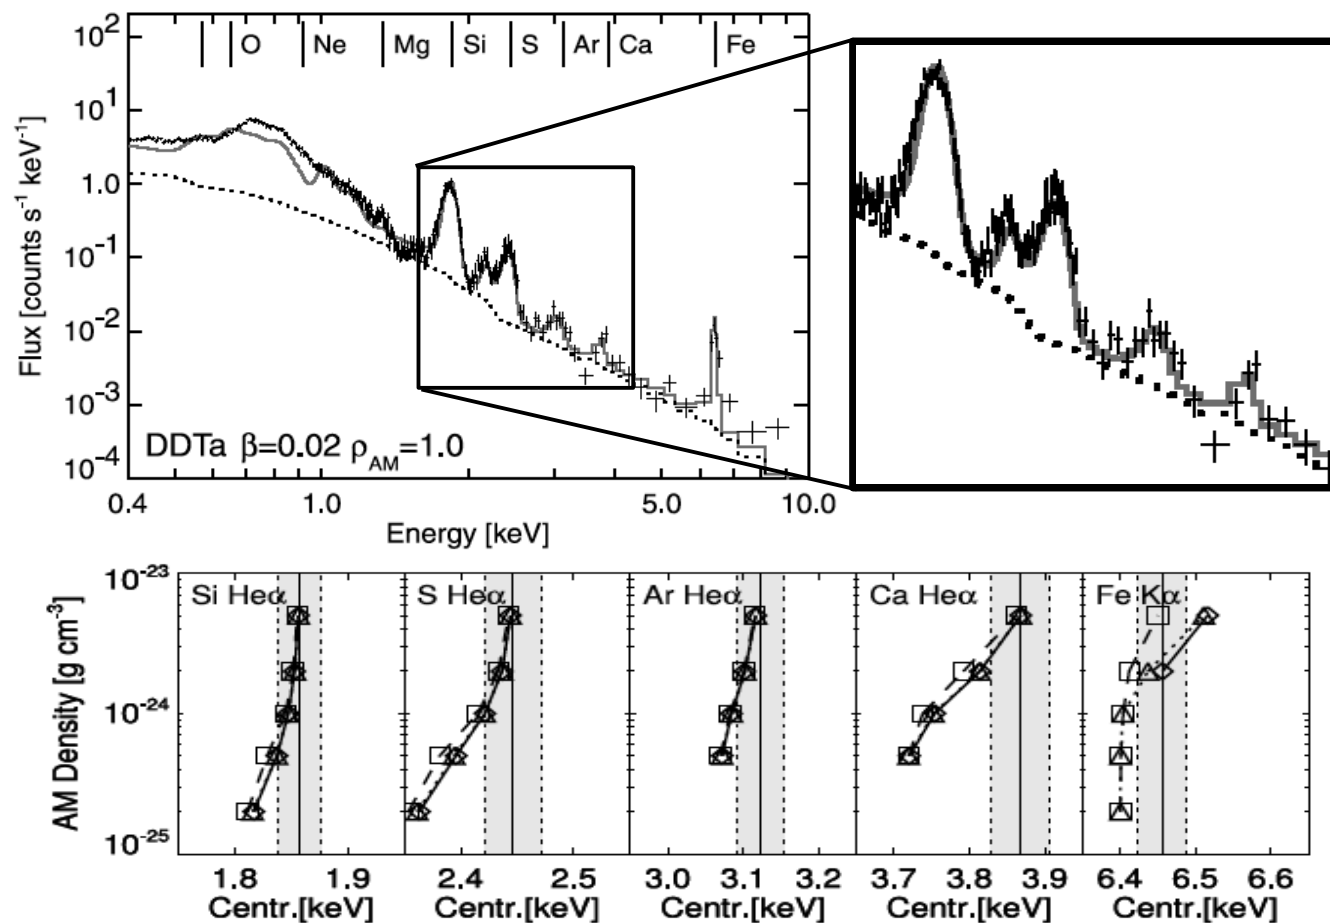 10²
10¹
1.0
10⁻¹
10⁻²
10⁻³
10⁻⁴
Flux [counts s⁻¹ keV⁻¹]
O Ne Mg Si S Ar Ca Fe
DDTa β=0.02 ρ_AM=1.0
0.4 1.0 5.0 10.0
Energy [keV]
10⁻²³
10⁻²⁴
10⁻²⁵
AM Density [g cm⁻³]
Si Heα S Heα Ar Heα Ca Heα Fe Kα
1.8 1.9 2.4 2.5 3.0 3.1 3.2 3.7 3.8 3.9 6.4 6.5 6.6
Centr.[keV] Centr.[keV] Centr.[keV] Centr.[keV] Centr.[keV]